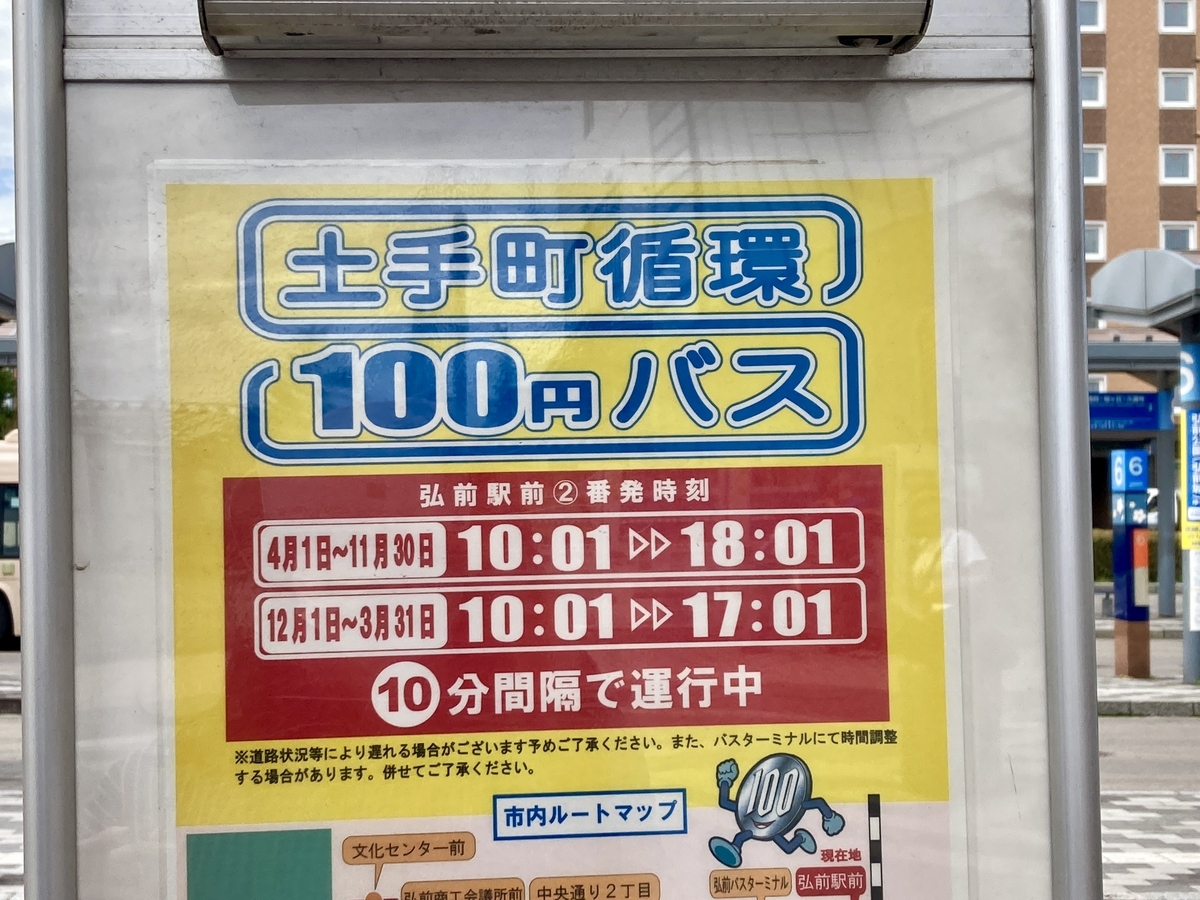 土手町循環
100円バス
弘前駅前②番発時刻
4月1日～11月30日 10:01 ▷▷ 18:01
12月1日～3月31日 10:01 ▷▷ 17:01
⑩分間隔で運行中
※道路状況等により遅れる場合がございます予めご了承ください。また、バスターミナルにて時間調整
する場合があります。併せてご了承ください。
100
市内ルートマップ
文化センター前
現在地
弘前商工会議所前
中央通り2丁目
弘前バスターミナル
弘前駅前
6
6